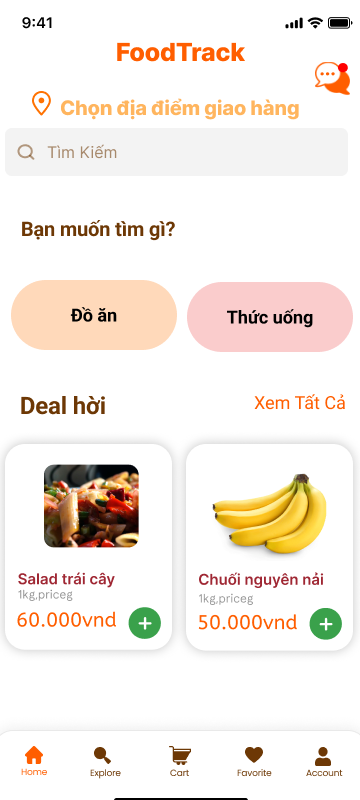 9:41
FoodTrack
Chọn địa điểm giao hàng
Tìm Kiếm
Bạn muốn tìm gì?
Đồ ăn
Thức uống
Deal hời
Xem Tất Cả
Salad trái cây
1kg,priceg
60.000vnd
Chuối nguyên nải
1kg,priceg
50.000vnd
Home
Explore
Cart
Favorite
Account